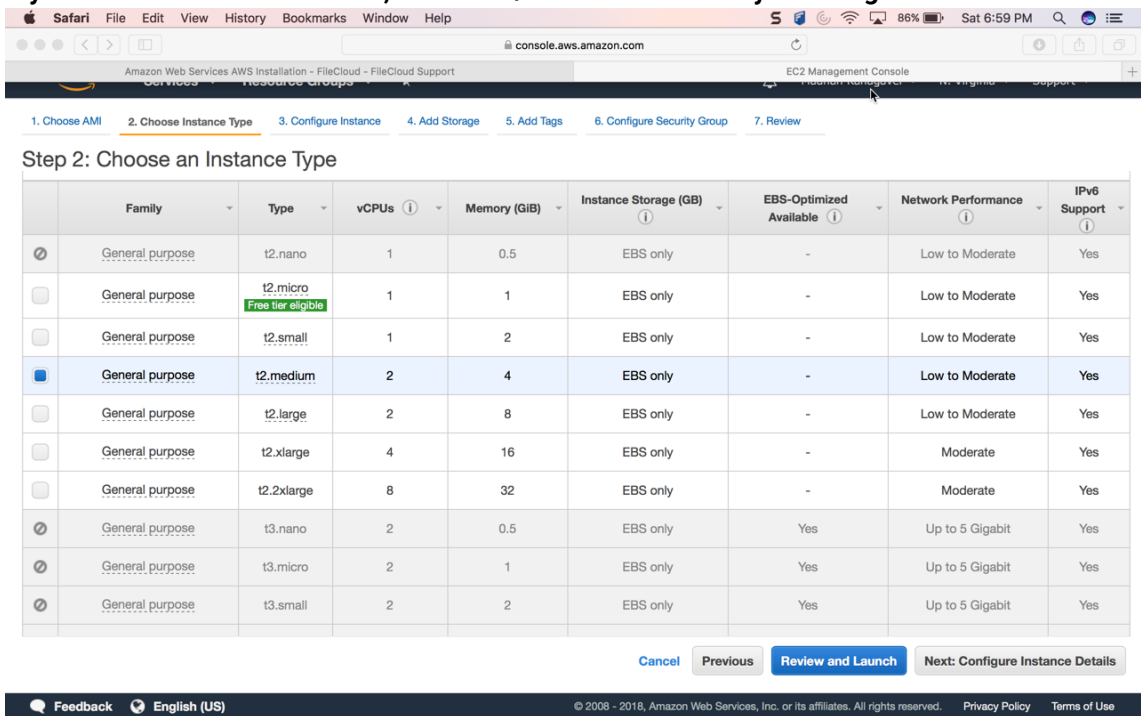 Safari File Edit View History Bookmarks Window Help 86% Sat 6:59 PM
console.aws.amazon.com
Amazon Web Services AWS Installation - FileCloud - FileCloud Support EC2 Management Console
Services Resource Groups N. Virginia Support
1. Choose AMI 2. Choose Instance Type 3. Configure Instance 4. Add Storage 5. Add Tags 6. Configure Security Group 7. Review
Step 2: Choose an Instance Type
Family Type vCPUs Memory (GiB) Instance Storage (GB) EBS-Optimized Available Network Performance IPv6 Support
General purpose t2.nano 1 0.5 EBS only - Low to Moderate Yes
General purpose t2.micro Free tier eligible 1 1 EBS only - Low to Moderate Yes
General purpose t2.small 1 2 EBS only - Low to Moderate Yes
General purpose t2.medium 2 4 EBS only - Low to Moderate Yes
General purpose t2.large 2 8 EBS only - Low to Moderate Yes
General purpose t2.xlarge 4 16 EBS only - Moderate Yes
General purpose t2.2xlarge 8 32 EBS only - Moderate Yes
General purpose t3.nano 2 0.5 EBS only Yes Up to 5 Gigabit Yes
General purpose t3.micro 2 1 EBS only Yes Up to 5 Gigabit Yes
General purpose t3.small 2 2 EBS only Yes Up to 5 Gigabit Yes
Cancel Previous Review and Launch Next: Configure Instance Details
Feedback English (US) © 2008 - 2018, Amazon Web Services, Inc. or its affiliates. All rights reserved. Privacy Policy Terms of Use